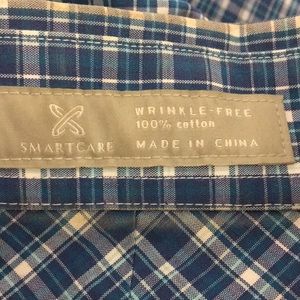 WRINKLE-FREE
100% cotton
SMARTCARE
MADE IN CHINA